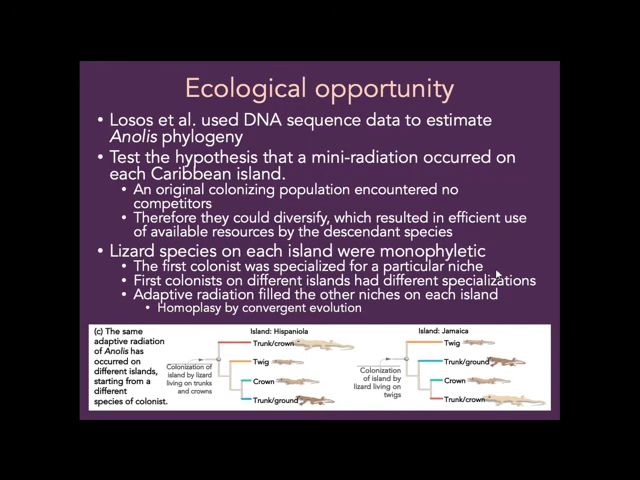 Ecological opportunity
• Losos et al. used DNA sequence data to estimate
Anolis phylogeny
• Test the hypothesis that a mini-radiation occurred on
each Caribbean island.
• An original colonizing population encountered no
competitors
• Therefore they could diversify, which resulted in efficient use
of available resources by the descendant species
• Lizard species on each island were monophyletic
• The first colonist was specialized for a particular niche
• First colonists on different islands had different specializations
• Adaptive radiation filled the other niches on each island
• Homoplasy by convergent evolution
(c) The same
adaptive radiation
of Anolis has
occurred on
different islands,
starting from a
different
species of colonist.
Island: Hispaniola
Trunk/crown
Twig
Crown
Trunk/ground
Colonization of
island by lizard
living on trunks
and crowns
Island: Jamaica
Twig
Trunk/ground
Crown
Trunk/crown
Colonization
of island by
lizard living on
twigs